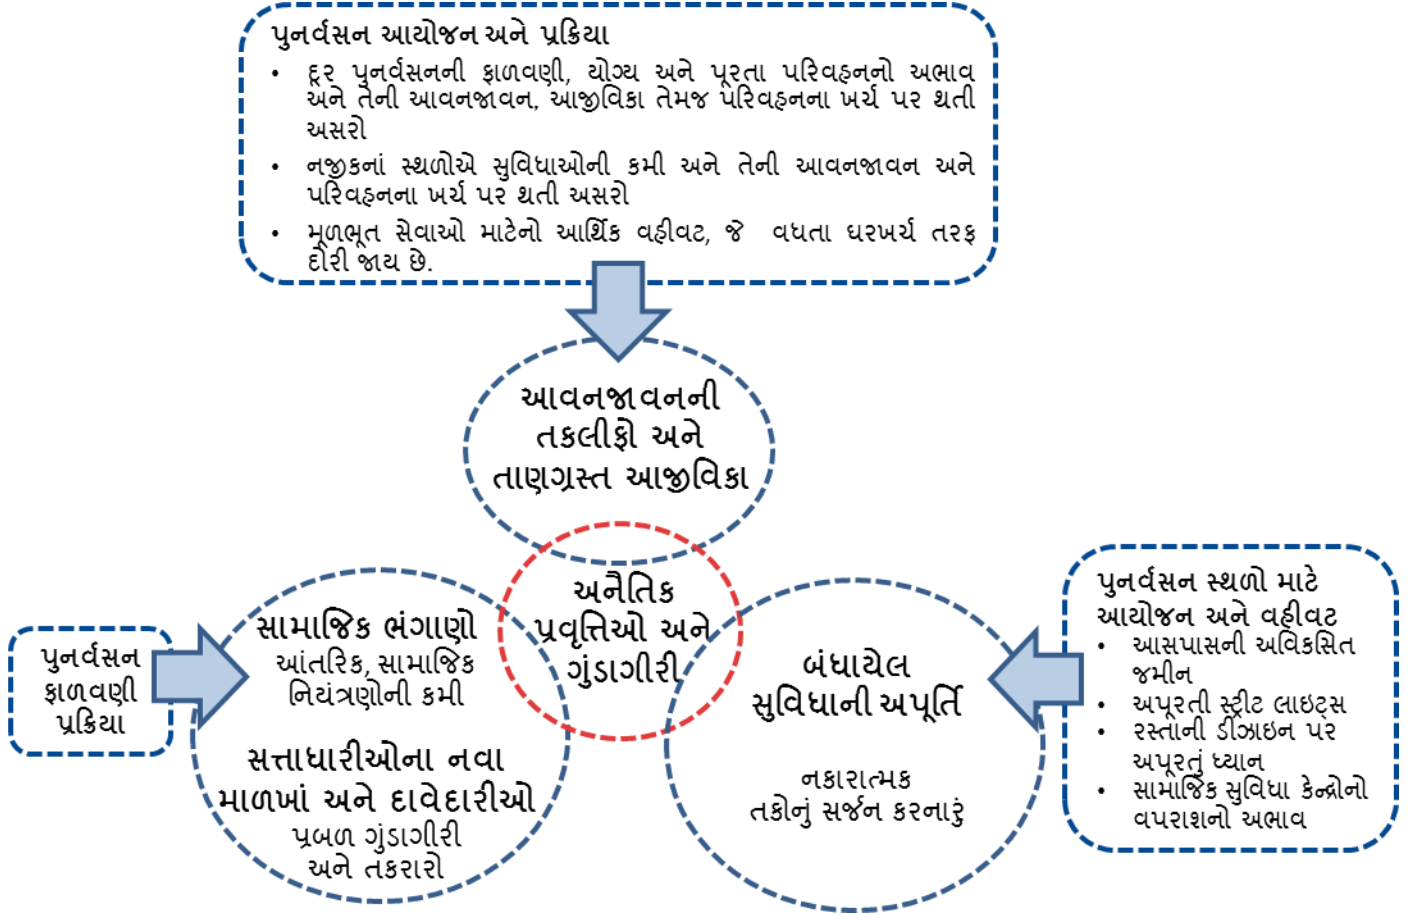 પુનર્વસન આયોજન અને પ્રક્રિયા
• દૂર પુનર્વસનની ફાળવણી, યોગ્ય અને પૂરતા પરિવહનનો અભાવ
અને તેની આવનજાવન, આજીવિકા તેમજ પરિવહનના ખર્ચ પર થતી
અસરો
• નજીકનાં સ્થળોએ સુવિધાઓની કમી અને તેની આવનજાવન અને
પરિવહનના ખર્ચ પર થતી અસરો
• મૂળભૂત સેવાઓ માટેનો આર્થિક વહીવટ, જે વધતા ઘરખર્ચ તરફ
દોરી જાય છે.
આવનજાવનની
તકલીફો અને
તાણગ્રસ્ત આજીવિકા
અનૈતિક
પ્રવૃત્તિઓ અને
ગુંડાગીરી
પુનર્વસન
ફાળવણી
પ્રક્રિયા
સામાજિક ભંગાણો
આંતરિક, સામાજિક
નિયંત્રણોની કમી
સત્તાધારીઓના નવા
માળખાં અને દાવેદારીઓ
પ્રબળ ગુંડાગીરી
અને તકરારો
બંધાયેલ
સુવિધાની અપૂર્તિ
નકારાત્મક
તકોનું સર્જન કરનારું
પુનર્વસન સ્થળો માટે
આયોજન અને વહીવટ
• આસપાસની અવિકસિત
જમીન
• અપૂરતી સ્ટ્રીટ લાઇટ્સ
• રસ્તાની ડીઝાઇન પર
અપૂરતું ધ્યાન
• સામાજિક સુવિધા કેન્દ્રોનો
વપરાશનો અભાવ